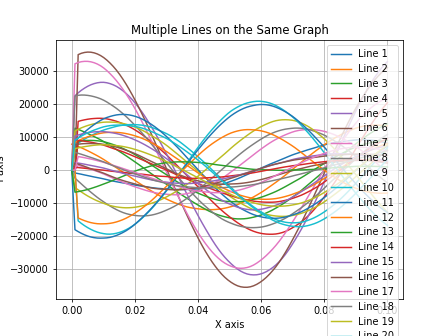 Multiple Lines on the Same Graph
30000
20000
10000
0
−10000
−20000
−30000
0.00
0.02
0.04
0.06
0.08
X axis
Line 1
Line 2
Line 3
Line 4
Line 5
Line 6
Line 7
Line 8
Line 9
Line 10
Line 11
Line 12
Line 13
Line 14
Line 15
Line 16
Line 17
Line 18
Line 19
Line 20